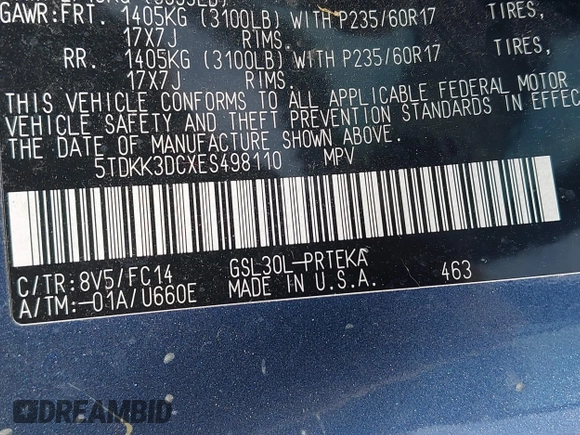 GAWR:FRT. 1405KG (3100LB) WITH P235/60R17 TIRES,
17X7J RIMS.
RR. 1405KG (3100LB) WITH P235/60R17 TIRES,
17X7J RIMS.
THIS VEHICLE CONFORMS TO ALL APPLICABLE FEDERAL MOTOR
VEHICLE SAFETY AND THEFT PREVENTION STANDARDS IN EFFEC
ON THE DATE OF MANUFACTURE SHOWN ABOVE.
5TDKK3DCXES498110 MPV
C/TR:8V5/FC14 GSL30L-PRTEKA 463
A/TM:-01A/U660E MADE IN U.S.A.
DREAMBID